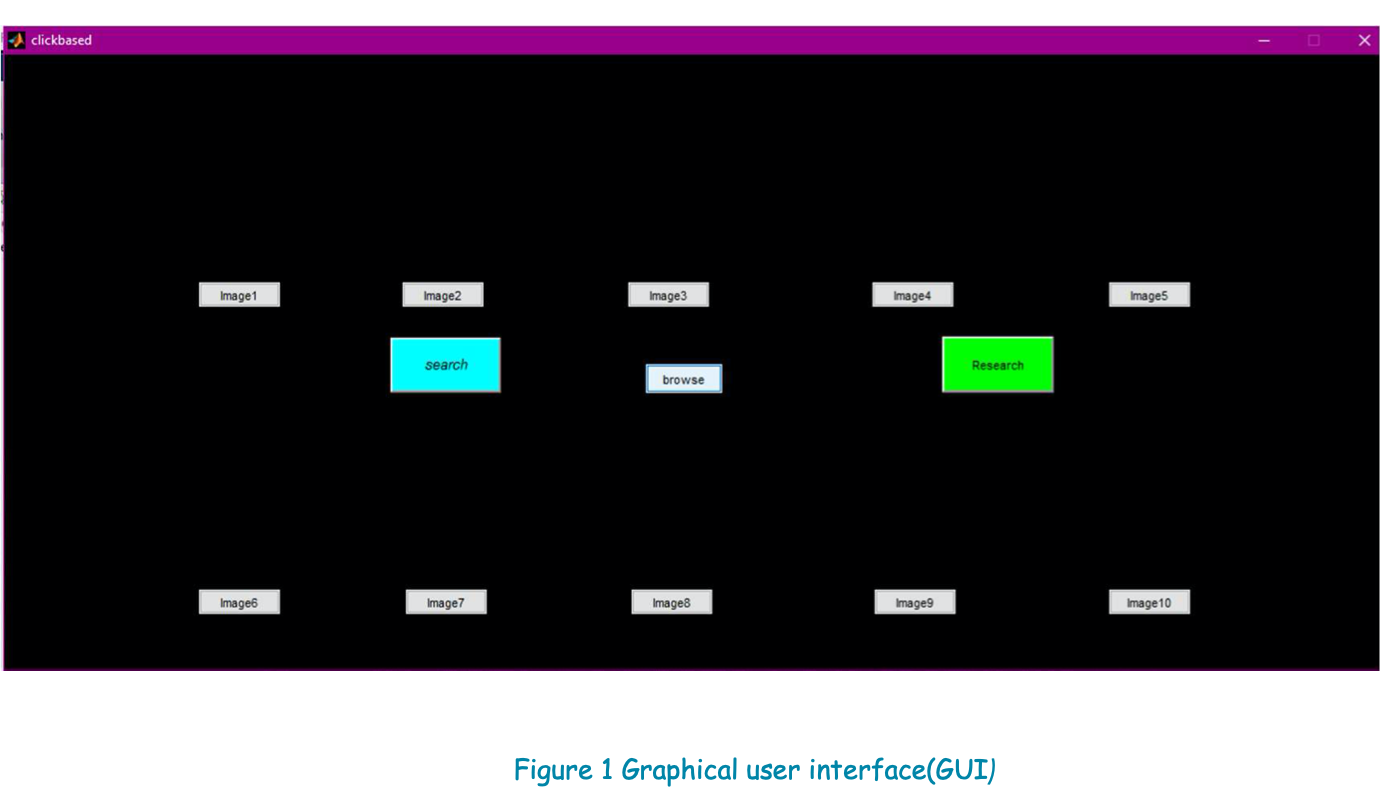 clickbased
Image1 Image2 Image3 Image4 Image5
search browse Research
Image6 Image7 Image8 Image9 Image10
Figure 1 Graphical user interface(GUI)